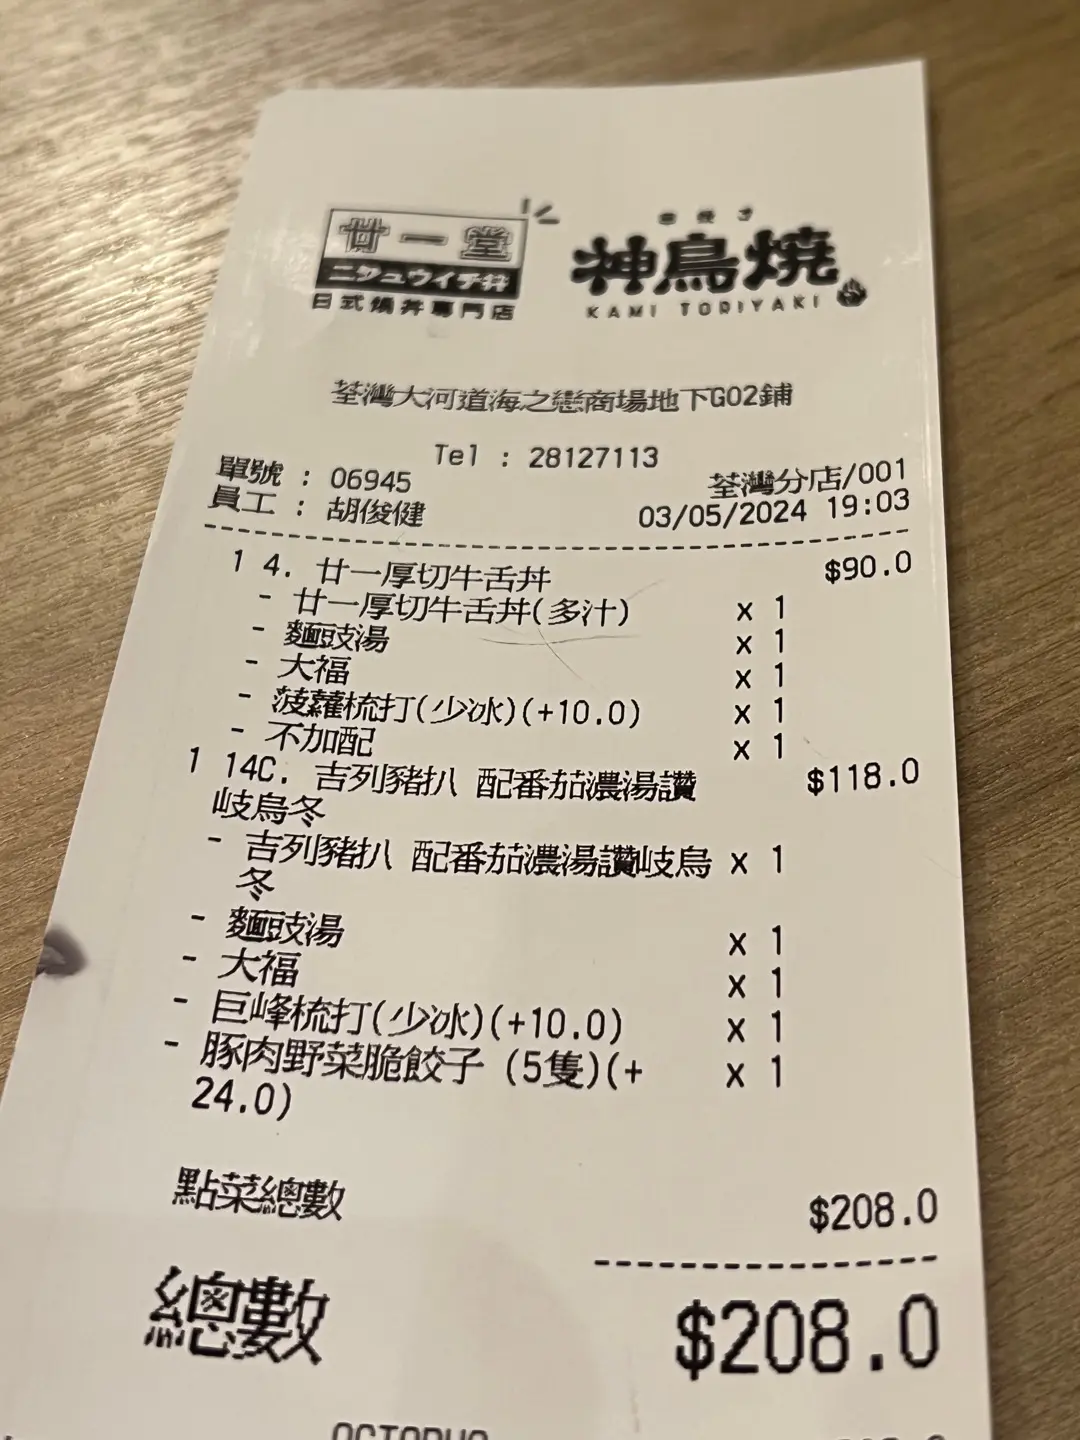 廿一堂
ニジュウイチ丼
日式燒丼專門店
神鳥燒
KAMI TORIYAKI
荃灣大河道海之戀商場地下G02鋪
Tel : 28127113
單號 : 06945
荃灣分店/001
員工 : 胡俊健
03/05/2024 19:03
1 4. 廿一厚切牛舌丼 $90.0
- 廿一厚切牛舌丼(多汁) x 1
- 麵豉湯 x 1
- 大福 x 1
- 菠蘿梳打(少冰)(+10.0) x 1
- 不加配 x 1
1 14C. 吉列豬扒 配番茄濃湯讚 $118.0
岐烏冬
- 吉列豬扒 配番茄濃湯讚岐烏 x 1
冬
- 麵豉湯 x 1
- 大福 x 1
- 巨峰梳打(少冰)(+10.0) x 1
- 豚肉野菜脆餃子 (5隻)(+ x 1
24.0)
點菜總數 $208.0
總數 $208.0